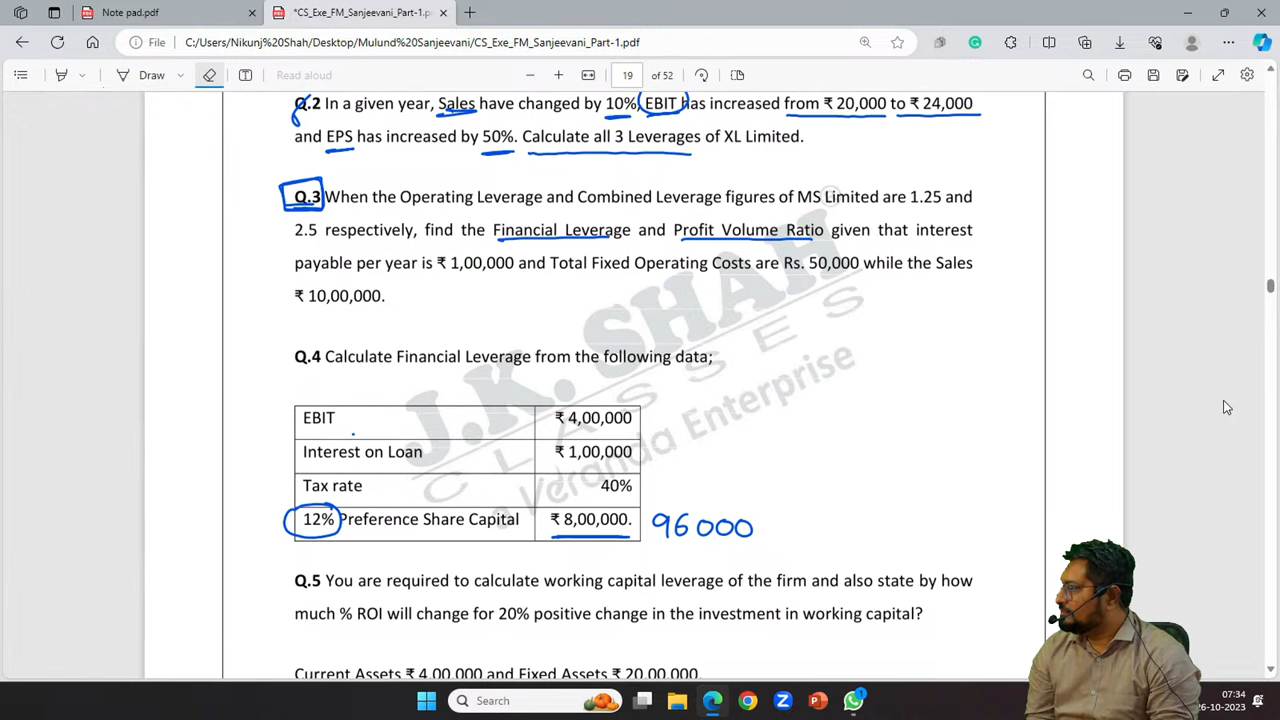 Note pad.pdf
*CS_Exe_FM_Sanjeevani_Part-1.p
File
C:/Users/Nikunj%20Shah/Desktop/Mulund%20Sanjeevani/CS_Exe_FM_Sanjeevani_Part-1.pdf
Draw
Read aloud
19 of 52
Q.2 In a given year, Sales have changed by 10%, EBIT has increased from ₹ 20,000 to ₹ 24,000
and EPS has increased by 50%. Calculate all 3 Leverages of XL Limited.
Q.3 When the Operating Leverage and Combined Leverage figures of MS Limited are 1.25 and
2.5 respectively, find the Financial Leverage and Profit Volume Ratio given that interest
payable per year is ₹ 1,00,000 and Total Fixed Operating Costs are Rs. 50,000 while the Sales
₹ 10,00,000.
J.K. SHAH
CLASSES
a Veranda Enterprise
Q.4 Calculate Financial Leverage from the following data;
EBIT ₹ 4,00,000
Interest on Loan ₹ 1,00,000
Tax rate 40%
12% Preference Share Capital ₹ 8,00,000. 96000
Q.5 You are required to calculate working capital leverage of the firm and also state by how
much % ROI will change for 20% positive change in the investment in working capital?
Current Assets ₹ 4,00,000 and Fixed Assets ₹ 20,00,000.
Search
1
07:34
26-10-2023